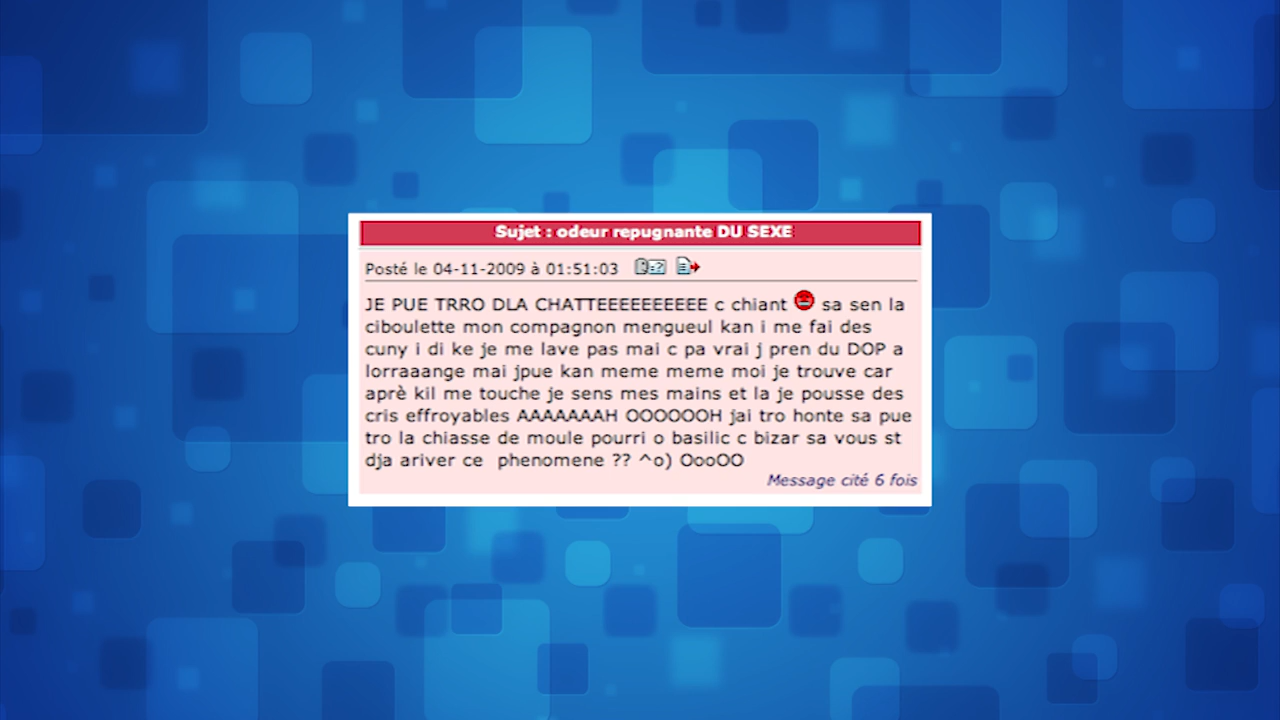 Sujet : odeur repugnante DU SEXE
Posté le 04-11-2009 à 01:51:03
JE PUE TRRO DLA CHATTEEEEEEEEEE c chiant sa sen la
ciboulette mon compagnon mengueul kan i me fai des
cuny i di ke je me lave pas mai c pa vrai j pren du DOP a
lorraaange mai jpue kan meme meme moi je trouve car
aprè kil me touche je sens mes mains et la je pousse des
cris effroyables AAAAAAAH OOOOOOH jai tro honte sa pue
tro la chiasse de moule pourri o basilic c bizar sa vous st
dja ariver ce  phenomene ?? ^o) OooOO
Message cité 6 fois